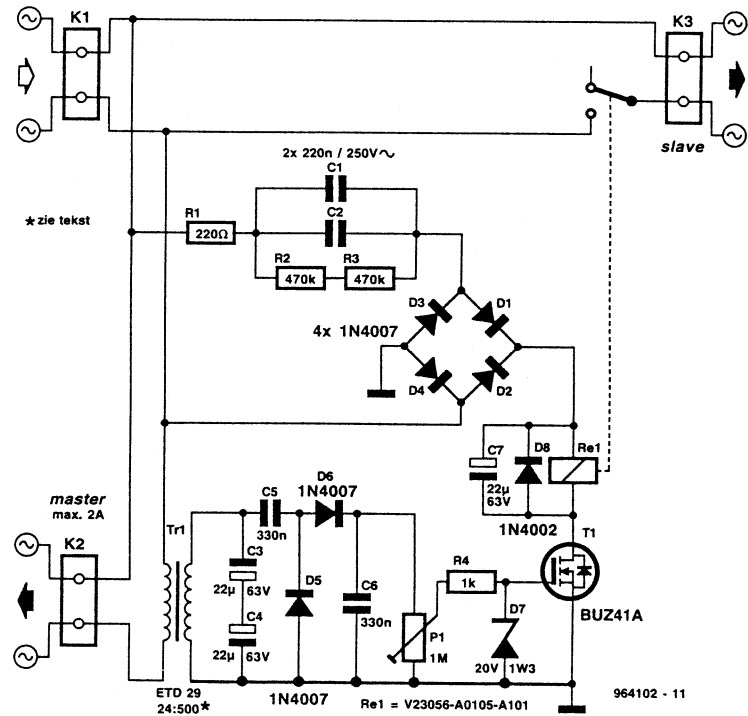 K1
K3
slave
2x 220n / 250V~
C1
C2
R1
220Ω
R2
470k
R3
470k
* zie tekst
D3
D1
4x 1N4007
D4
D2
C7
22µ
63V
D8
1N4002
Re1
master
max. 2A
K2
Tr1
C5
330n
D6
1N4007
C3
22µ
63V
C4
22µ
63V
D5
C6
330n
R4
1k
P1
1M
D7
20V
1W3
T1
BUZ41A
ETD 29
24:500*
1N4007
Re1 = V23056-A0105-A101
964102 - 11